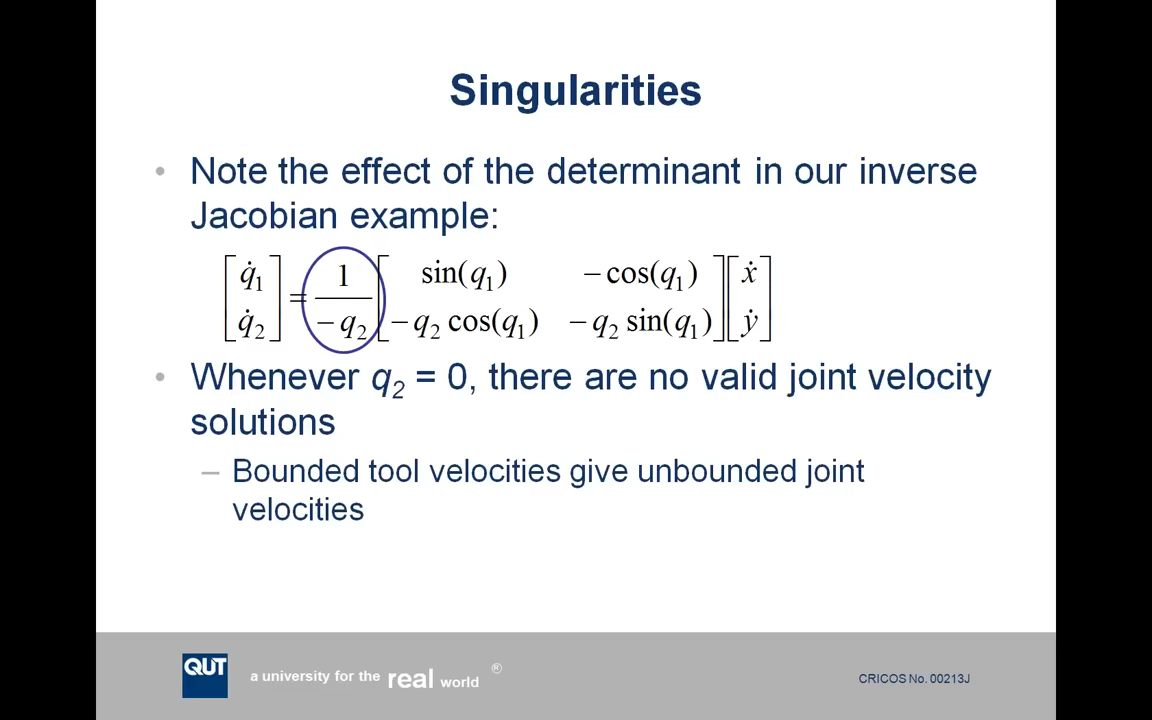 Singularities
• Note the effect of the determinant in our inverse
Jacobian example:
[q̇₁; q̇₂] = 1/(−q₂) [sin(q₁) −cos(q₁); −q₂ cos(q₁) −q₂ sin(q₁)] [ẋ; ẏ]
• Whenever q₂ = 0, there are no valid joint velocity
solutions
– Bounded tool velocities give unbounded joint
velocities
QUT a university for the real world ®
CRICOS No. 00213J